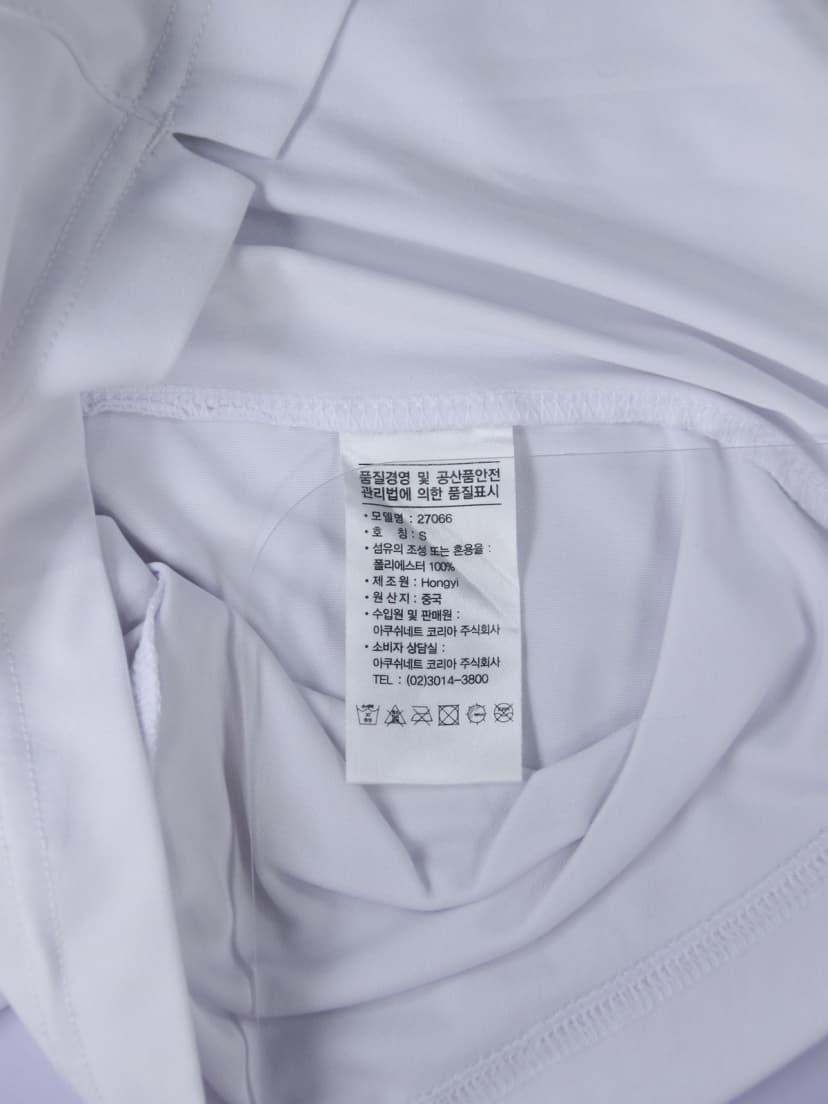 품질경영 및 공산품안전
관리법에 의한 품질표시
• 모델명 : 27066
• 호 칭 : S
• 섬유의 조성 또는 혼용율 :
폴리에스터 100%
• 제 조 원 : Hongyi
• 원 산 지 : 중국
• 수입원 및 판매원 :
아쿠쉬네트 코리아 주식회사
• 소비자 상담실 :
아쿠쉬네트 코리아 주식회사
TEL : (02)3014-3800